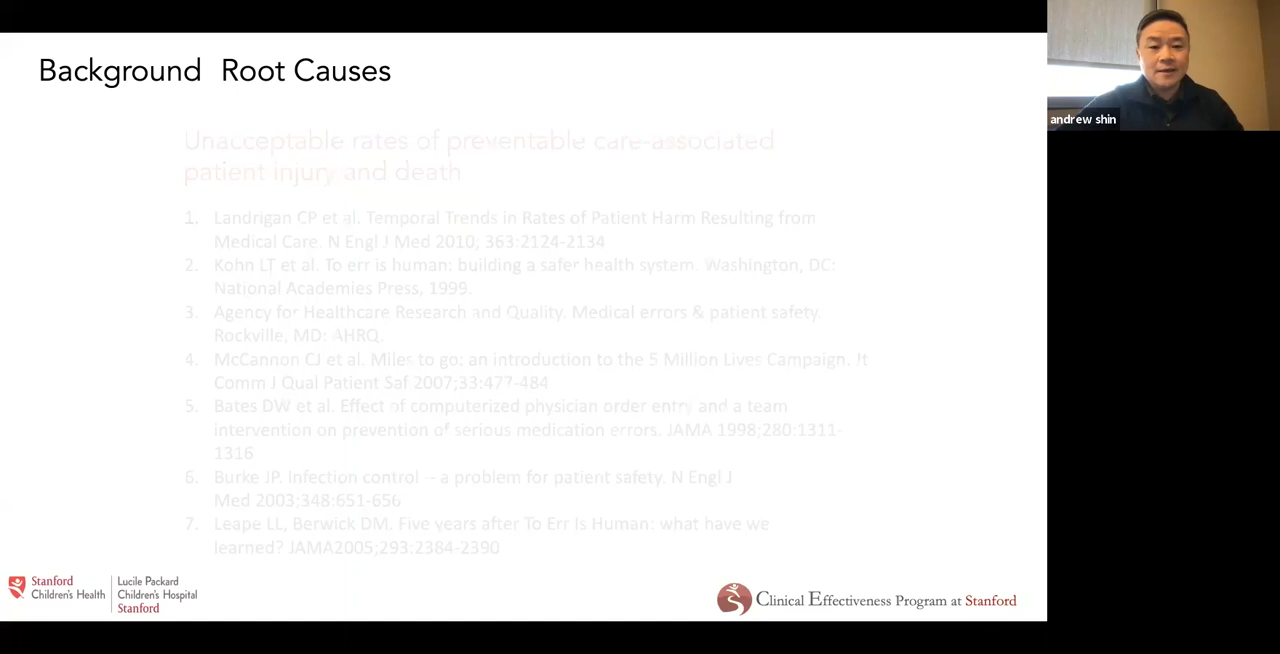 Background Root Causes
andrew shin
Unacceptable rates of preventable care-associated
patient injury and death
1. Landrigan CP et al. Temporal Trends in Rates of Patient Harm Resulting from
Medical Care. N Engl J Med 2010; 363:2124-2134
2. Kohn LT et al. To err is human: building a safer health system. Washington, DC:
National Academies Press, 1999.
3. Agency for Healthcare Research and Quality. Medical errors & patient safety.
Rockville, MD: AHRQ.
4. McCannon CJ et al. Miles to go: an introduction to the 5 Million Lives Campaign. Jt
Comm J Qual Patient Saf 2007;33:477-484
5. Bates DW et al. Effect of computerized physician order entry and a team
intervention on prevention of serious medication errors. JAMA 1998;280:1311-
1316
6. Burke JP. Infection control -- a problem for patient safety. N Engl J
Med 2003;348:651-656
7. Leape LL, Berwick DM. Five years after To Err Is Human: what have we
learned? JAMA2005;293:2384-2390
Stanford
Children's Health
Lucile Packard
Children's Hospital
Stanford
Clinical Effectiveness Program at Stanford